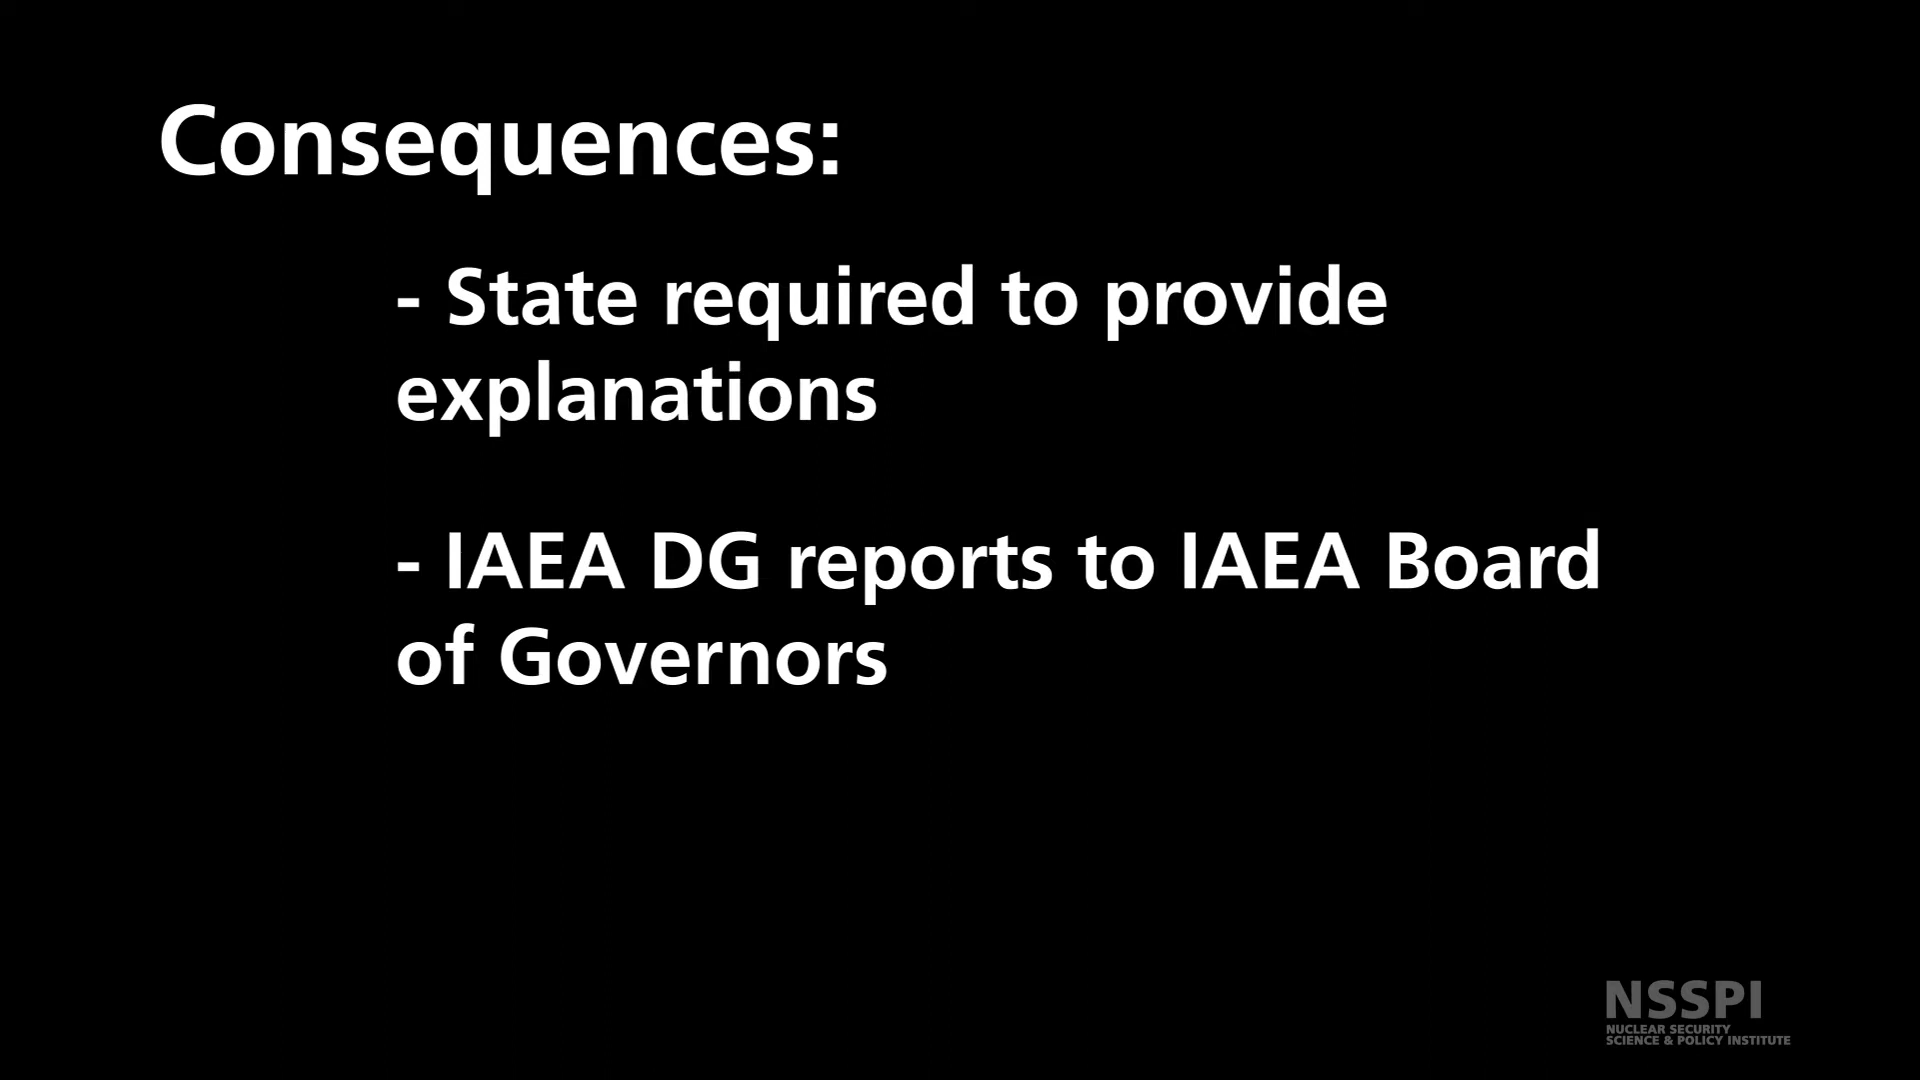 Consequences:
- State required to provide
explanations
- IAEA DG reports to IAEA Board
of Governors
NSSPI
NUCLEAR SECURITY
SCIENCE & POLICY INSTITUTE